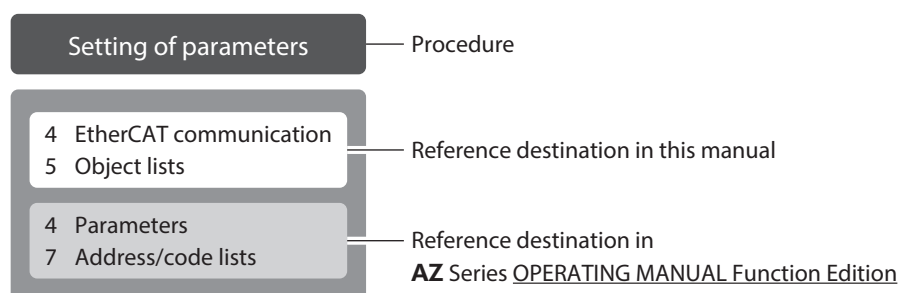 Setting of parameters
Procedure
4 EtherCAT communication
5 Object lists
Reference destination in this manual
4 Parameters
7 Address/code lists
Reference destination in
AZ Series OPERATING MANUAL Function Edition